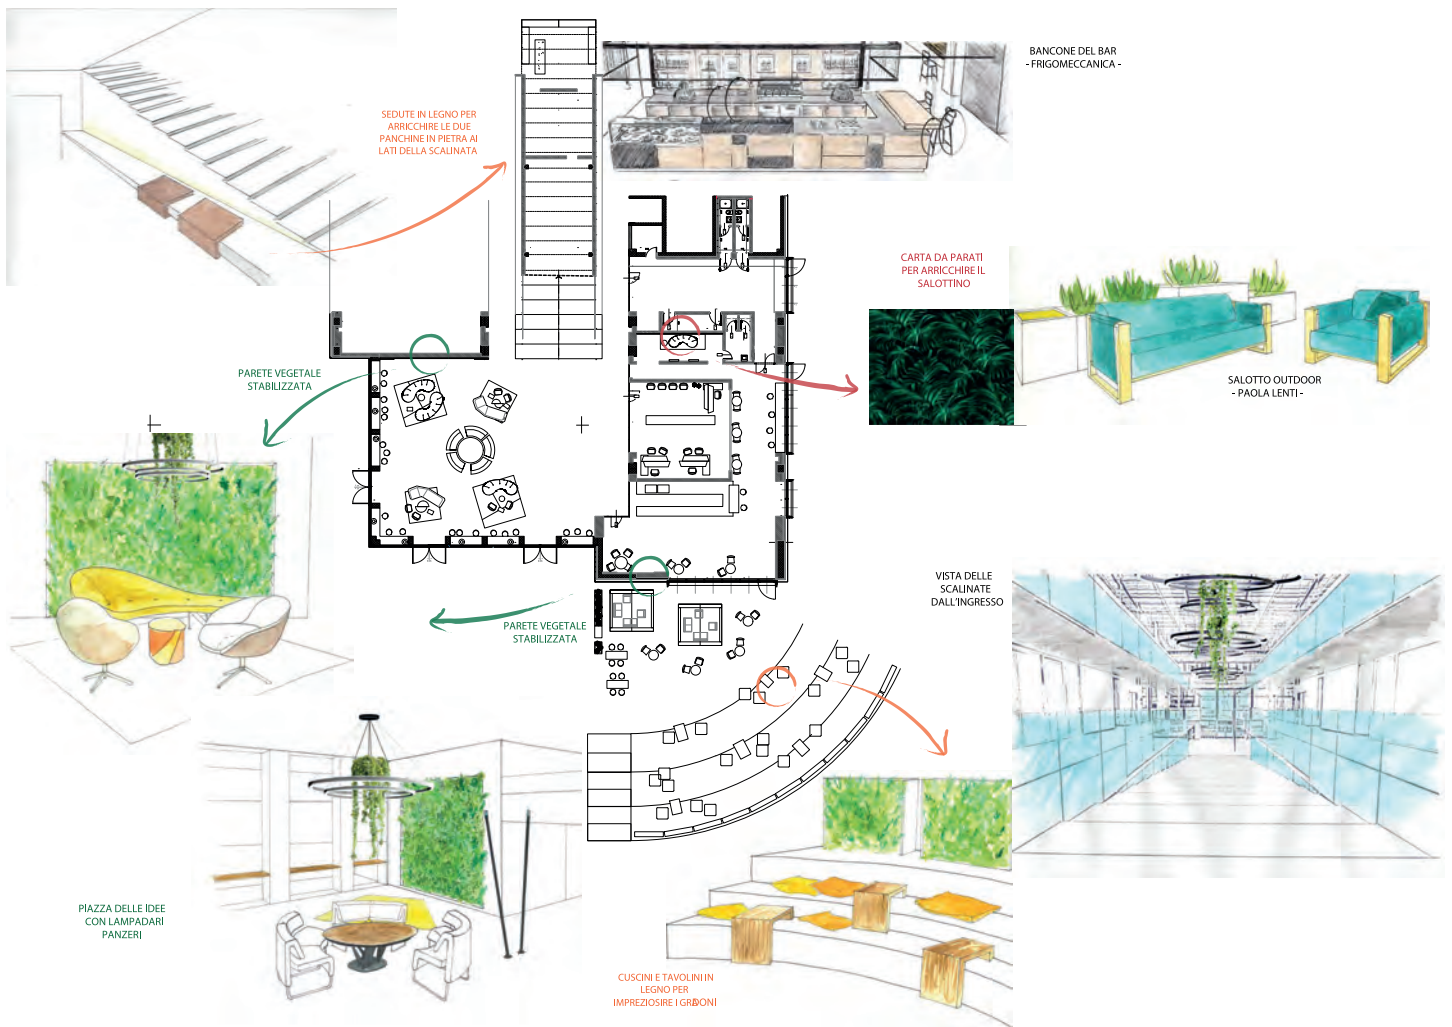 BANCONE DEL BAR
- FRIGOMECCANICA -
SEDUTE IN LEGNO PER
ARRICCHIRE LE DUE
PANCHINE IN PIETRA AI
LATI DELLA SCALINATA
CARTA DA PARATI
PER ARRICCHIRE IL
SALOTTINO
PARETE VEGETALE
STABILIZZATA
SALOTTO OUTDOOR
- PAOLA LENTI -
VISTA DELLE
SCALINATE
DALL'INGRESSO
PARETE VEGETALE
STABILIZZATA
PIAZZA DELLE IDEE
CON LAMPADARI
PANZERI
CUSCINI E TAVOLINI IN
LEGNO PER
IMPREZIOSIRE I GRADONI